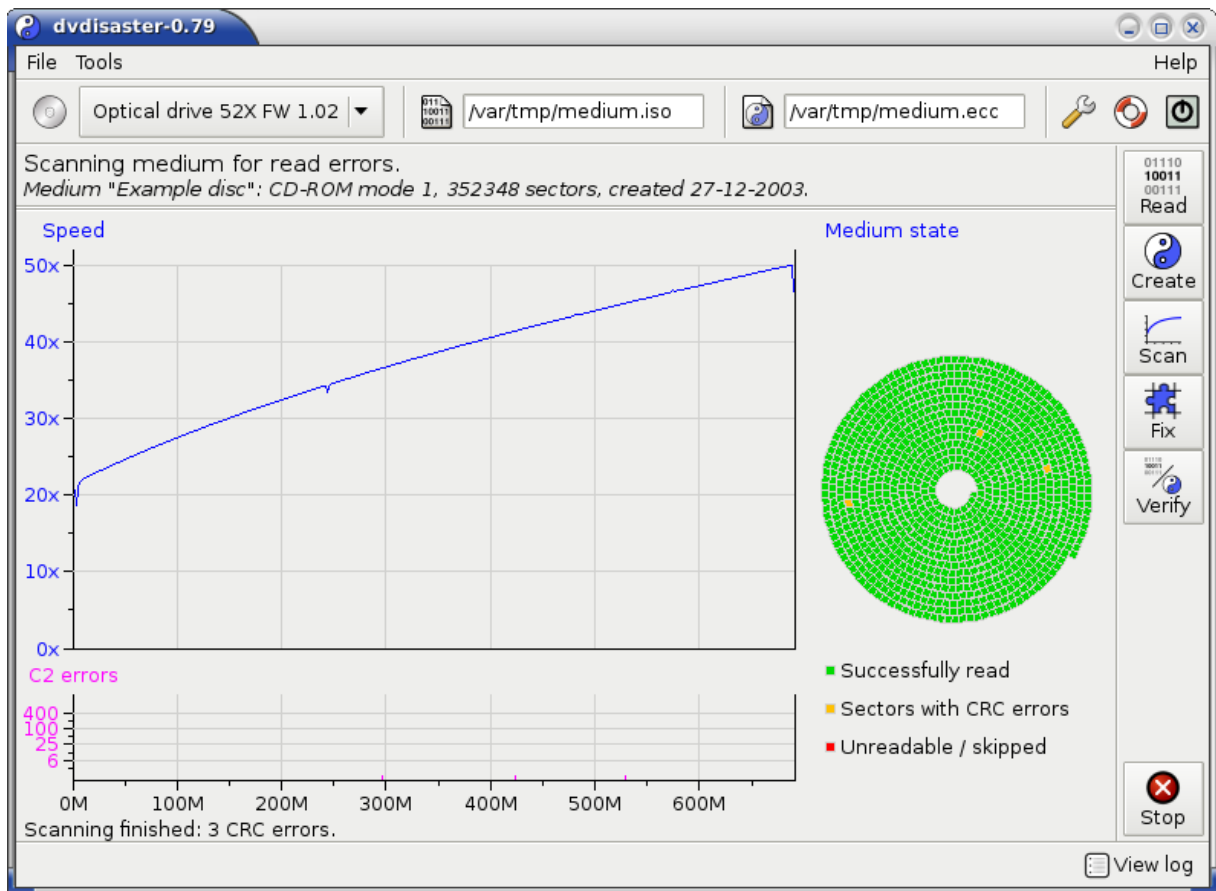 dvdisaster-0.79
File Tools Help
Optical drive 52X FW 1.02 /var/tmp/medium.iso /var/tmp/medium.ecc
Scanning medium for read errors.
Medium "Example disc": CD-ROM mode 1, 352348 sectors, created 27-12-2003.
01110
10011
00111
Read
Create
Scan
Fix
Verify
Speed
50x
40x
30x
20x
10x
0x
C2 errors
400
100
25
6
0M 100M 200M 300M 400M 500M 600M
Scanning finished: 3 CRC errors.
Medium state
Successfully read
Sectors with CRC errors
Unreadable / skipped
Stop
View log